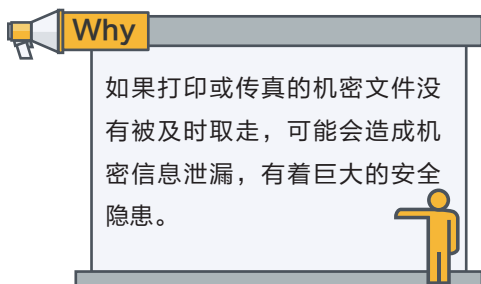 Why
如果打印或传真的机密文件没
有被及时取走，可能会造成机
密信息泄漏，有着巨大的安全
隐患。